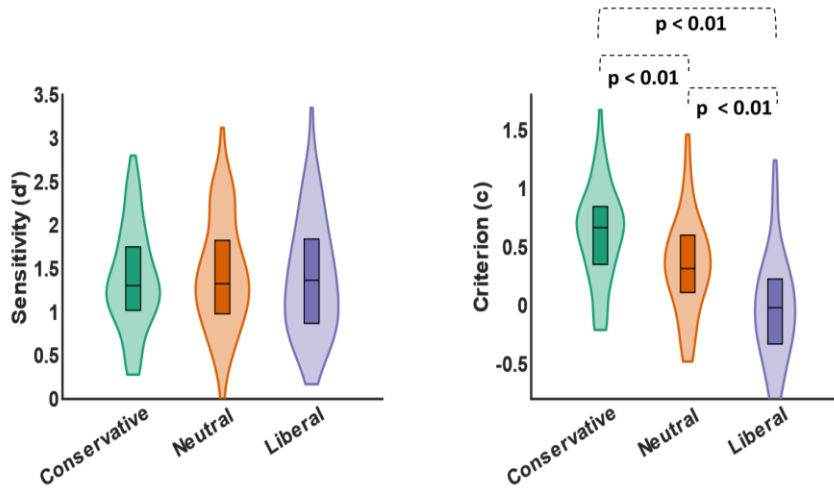 Sensitivity (d')
3.5
3
2.5
2
1.5
1
0.5
0
Conservative
Neutral
Liberal
p < 0.01
p < 0.01
p < 0.01
Criterion (c)
1.5
1
0.5
0
-0.5
Conservative
Neutral
Liberal